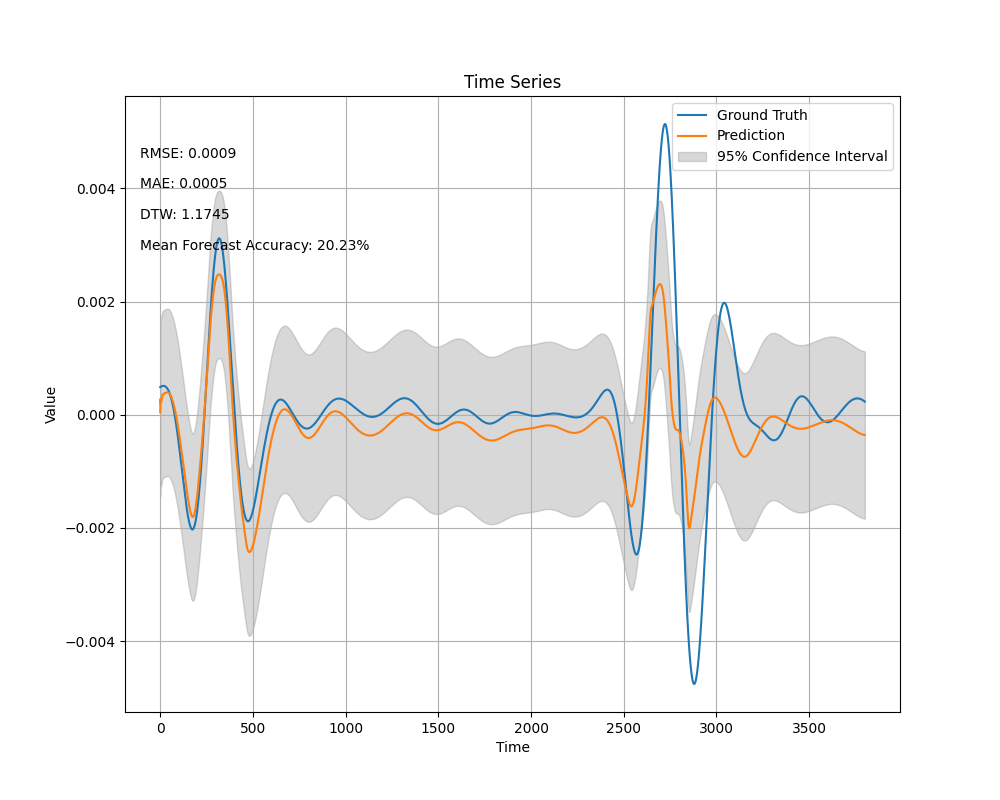 Time Series
Ground Truth
Prediction
95% Confidence Interval
RMSE: 0.0009
MAE: 0.0005
DTW: 1.1745
Mean Forecast Accuracy: 20.23%
Value
0.004
0.002
0.000
−0.002
−0.004
0 500 1000 1500 2000 2500 3000 3500
Time